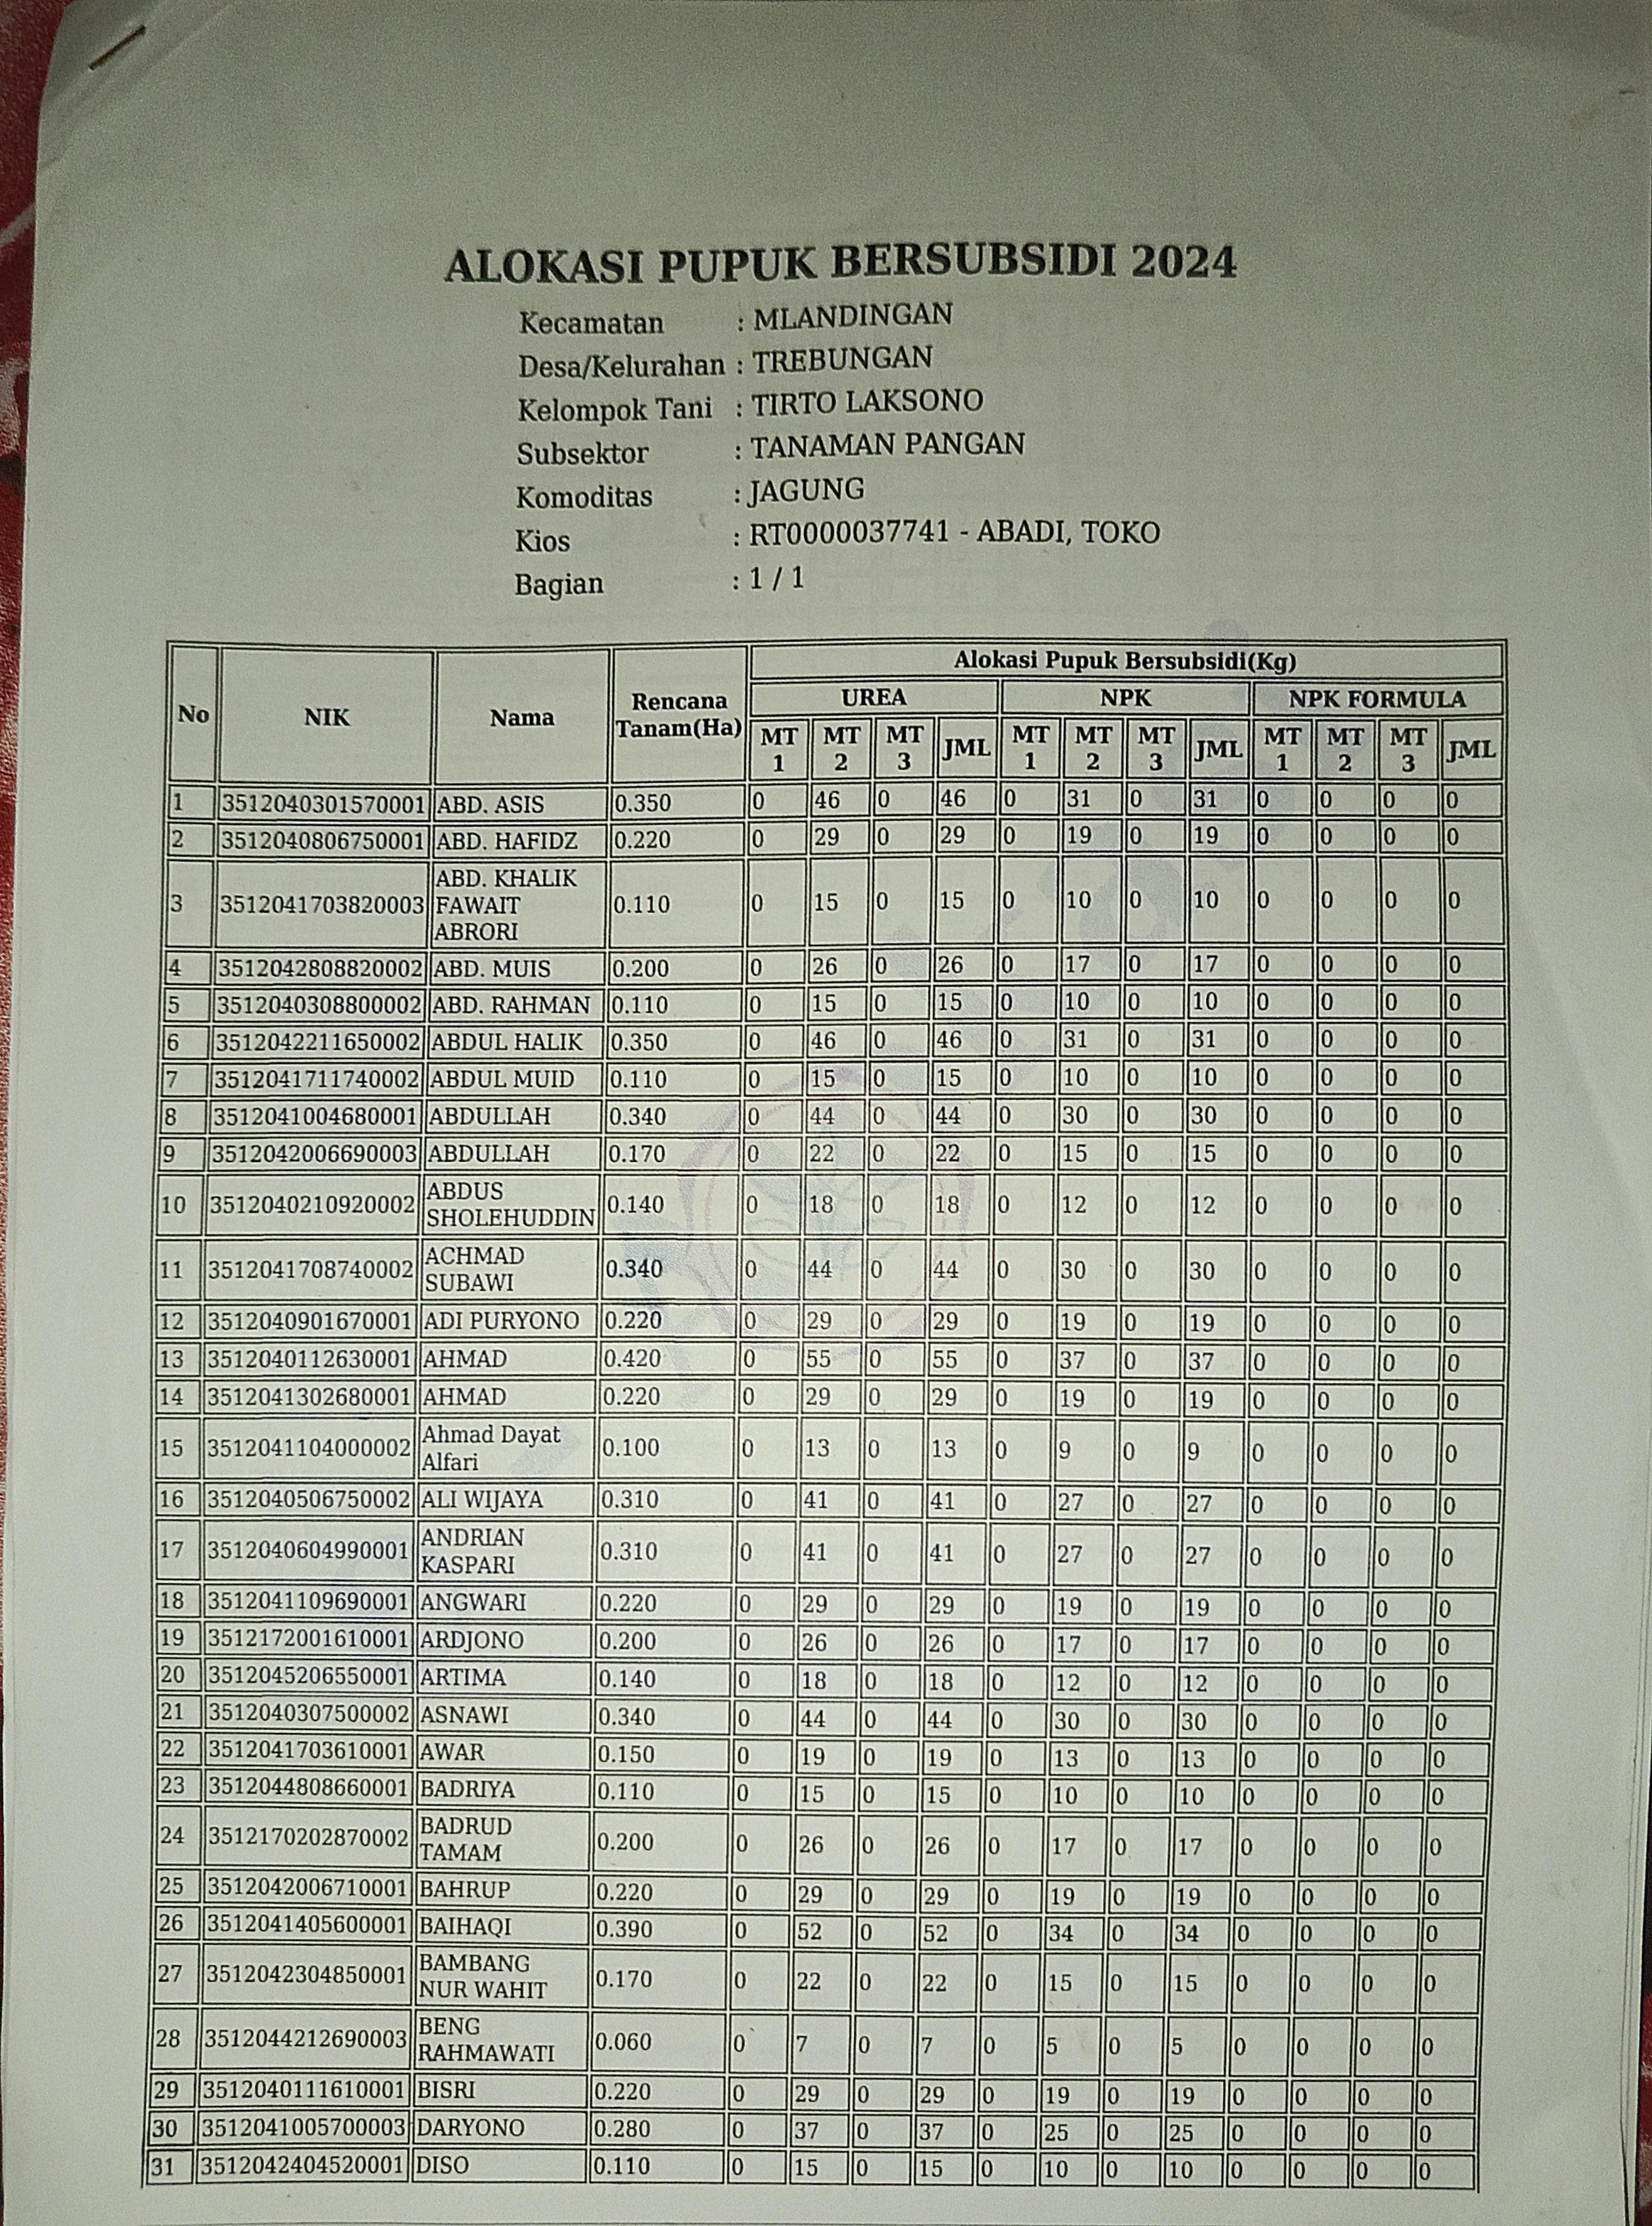 ALOKASI PUPUK BERSUBSIDI 2024
Kecamatan : MLANDINGAN
Desa/Kelurahan : TREBUNGAN
Kelompok Tani : TIRTO LAKSONO
Subsektor : TANAMAN PANGAN
Komoditas : JAGUNG
Kios : RT0000037741 - ABADI, TOKO
Bagian : 1 / 1
Alokasi Pupuk Bersubsidi(Kg)
No NIK Nama Rencana Tanam(Ha) UREA NPK NPK FORMULA
MT 1 MT 2 MT 3 JML MT 1 MT 2 MT 3 JML MT 1 MT 2 MT 3 JML
1 3512040301570001 ABD. ASIS 0.350 0 46 0 46 0 31 0 31 0 0 0 0
2 3512040806750001 ABD. HAFIDZ 0.220 0 29 0 29 0 19 0 19 0 0 0 0
3 3512041703820003 ABD. KHALIK FAWAIT ABRORI 0.110 0 15 0 15 0 10 0 10 0 0 0 0
4 3512042808820002 ABD. MUIS 0.200 0 26 0 26 0 17 0 17 0 0 0 0
5 3512040308800002 ABD. RAHMAN 0.110 0 15 0 15 0 10 0 10 0 0 0 0
6 3512042211650002 ABDUL HALIK 0.350 0 46 0 46 0 31 0 31 0 0 0 0
7 3512041711740002 ABDUL MUID 0.110 0 15 0 15 0 10 0 10 0 0 0 0
8 3512041004680001 ABDULLAH 0.340 0 44 0 44 0 30 0 30 0 0 0 0
9 3512042006690003 ABDULLAH 0.170 0 22 0 22 0 15 0 15 0 0 0 0
10 3512040210920002 ABDUS SHOLEHUDDIN 0.140 0 18 0 18 0 12 0 12 0 0 0 0
11 3512041708740002 ACHMAD SUBAWI 0.340 0 44 0 44 0 30 0 30 0 0 0 0
12 3512040901670001 ADI PURYONO 0.220 0 29 0 29 0 19 0 19 0 0 0 0
13 3512040112630001 AHMAD 0.420 0 55 0 55 0 37 0 37 0 0 0 0
14 3512041302680001 AHMAD 0.220 0 29 0 29 0 19 0 19 0 0 0 0
15 3512041104000002 Ahmad Dayat Alfari 0.100 0 13 0 13 0 9 0 9 0 0 0 0
16 3512040506750002 ALI WIJAYA 0.310 0 41 0 41 0 27 0 27 0 0 0 0
17 3512040604990001 ANDRIAN KASPARI 0.310 0 41 0 41 0 27 0 27 0 0 0 0
18 3512041109690001 ANGWARI 0.220 0 29 0 29 0 19 0 19 0 0 0 0
19 3512172001610001 ARDJONO 0.200 0 26 0 26 0 17 0 17 0 0 0 0
20 3512045206550001 ARTIMA 0.140 0 18 0 18 0 12 0 12 0 0 0 0
21 3512040307500002 ASNAWI 0.340 0 44 0 44 0 30 0 30 0 0 0 0
22 3512041703610001 AWAR 0.150 0 19 0 19 0 13 0 13 0 0 0 0
23 3512044808660001 BADRIYA 0.110 0 15 0 15 0 10 0 10 0 0 0 0
24 3512170202870002 BADRUD TAMAM 0.200 0 26 0 26 0 17 0 17 0 0 0 0
25 3512042006710001 BAHRUP 0.220 0 29 0 29 0 19 0 19 0 0 0 0
26 3512041405600001 BAIHAQI 0.390 0 52 0 52 0 34 0 34 0 0 0 0
27 3512042304850001 BAMBANG NUR WAHIT 0.170 0 22 0 22 0 15 0 15 0 0 0 0
28 3512044212690003 BENG RAHMAWATI 0.060 0 7 0 7 0 5 0 5 0 0 0 0
29 3512040111610001 BISRI 0.220 0 29 0 29 0 19 0 19 0 0 0 0
30 3512041005700003 DARYONO 0.280 0 37 0 37 0 25 0 25 0 0 0 0
31 3512042404520001 DISO 0.110 0 15 0 15 0 10 0 10 0 0 0 0